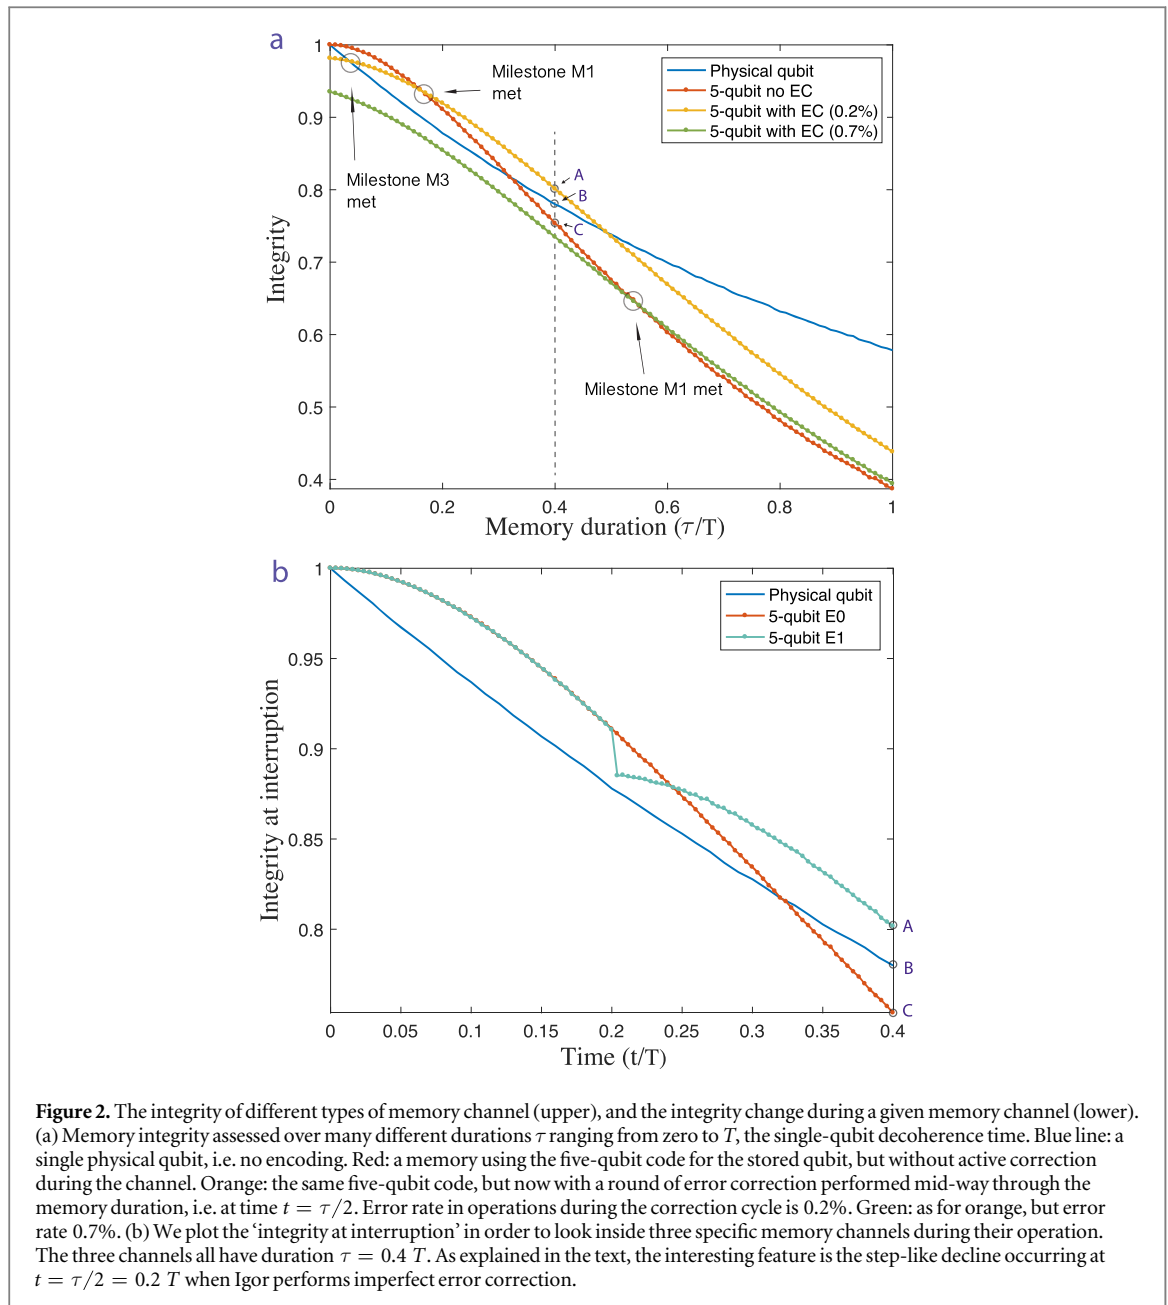 a
1
0.9
0.8
0.7
0.6
0.5
0.4
Integrity
Milestone M1
met
Milestone M3
met
Milestone M1 met
A
B
C
Physical qubit
5-qubit no EC
5-qubit with EC (0.2%)
5-qubit with EC (0.7%)
0 0.2 0.4 0.6 0.8 1
Memory duration (τ/T)
b
1
0.95
0.9
0.85
0.8
Integrity at interruption
Physical qubit
5-qubit E0
5-qubit E1
A
B
C
0 0.05 0.1 0.15 0.2 0.25 0.3 0.35 0.4
Time (t/T)
Figure 2. The integrity of different types of memory channel (upper), and the integrity change during a given memory channel (lower).
(a) Memory integrity assessed over many different durations τ ranging from zero to T, the single-qubit decoherence time. Blue line: a
single physical qubit, i.e. no encoding. Red: a memory using the five-qubit code for the stored qubit, but without active correction
during the channel. Orange: the same five-qubit code, but now with a round of error correction performed mid-way through the
memory duration, i.e. at time t = τ/2. Error rate in operations during the correction cycle is 0.2%. Green: as for orange, but error
rate 0.7%. (b) We plot the ‘integrity at interruption’ in order to look inside three specific memory channels during their operation.
The three channels all have duration τ = 0.4 T. As explained in the text, the interesting feature is the step-like decline occurring at
t = τ/2 = 0.2 T when Igor performs imperfect error correction.